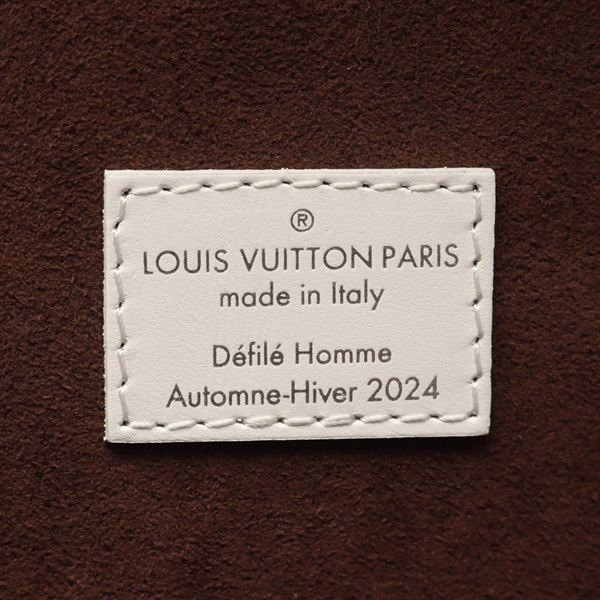 ®
LOUIS VUITTON PARIS
made in Italy
Défilé Homme
Automne-Hiver 2024